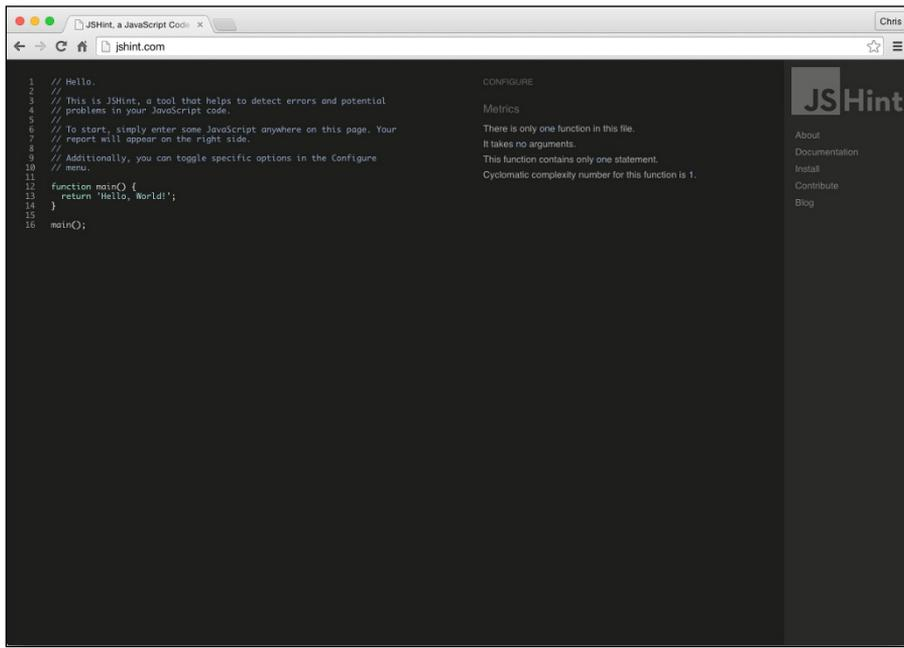 JSHint, a JavaScript Code
Chris
jshint.com
1 // Hello.
2 //
3 // This is JSHint, a tool that helps to detect errors and potential
4 // problems in your JavaScript code.
5 //
6 // To start, simply enter some JavaScript anywhere on this page. Your
7 // report will appear on the right side.
8 //
9 // Additionally, you can toggle specific options in the Configure
10 // menu.
11
12 function main() {
13 return 'Hello, World!';
14 }
15
16 main();
CONFIGURE
Metrics
There is only one function in this file.
It takes no arguments.
This function contains only one statement.
Cyclomatic complexity number for this function is 1.
JSHint
About
Documentation
Install
Contribute
Blog